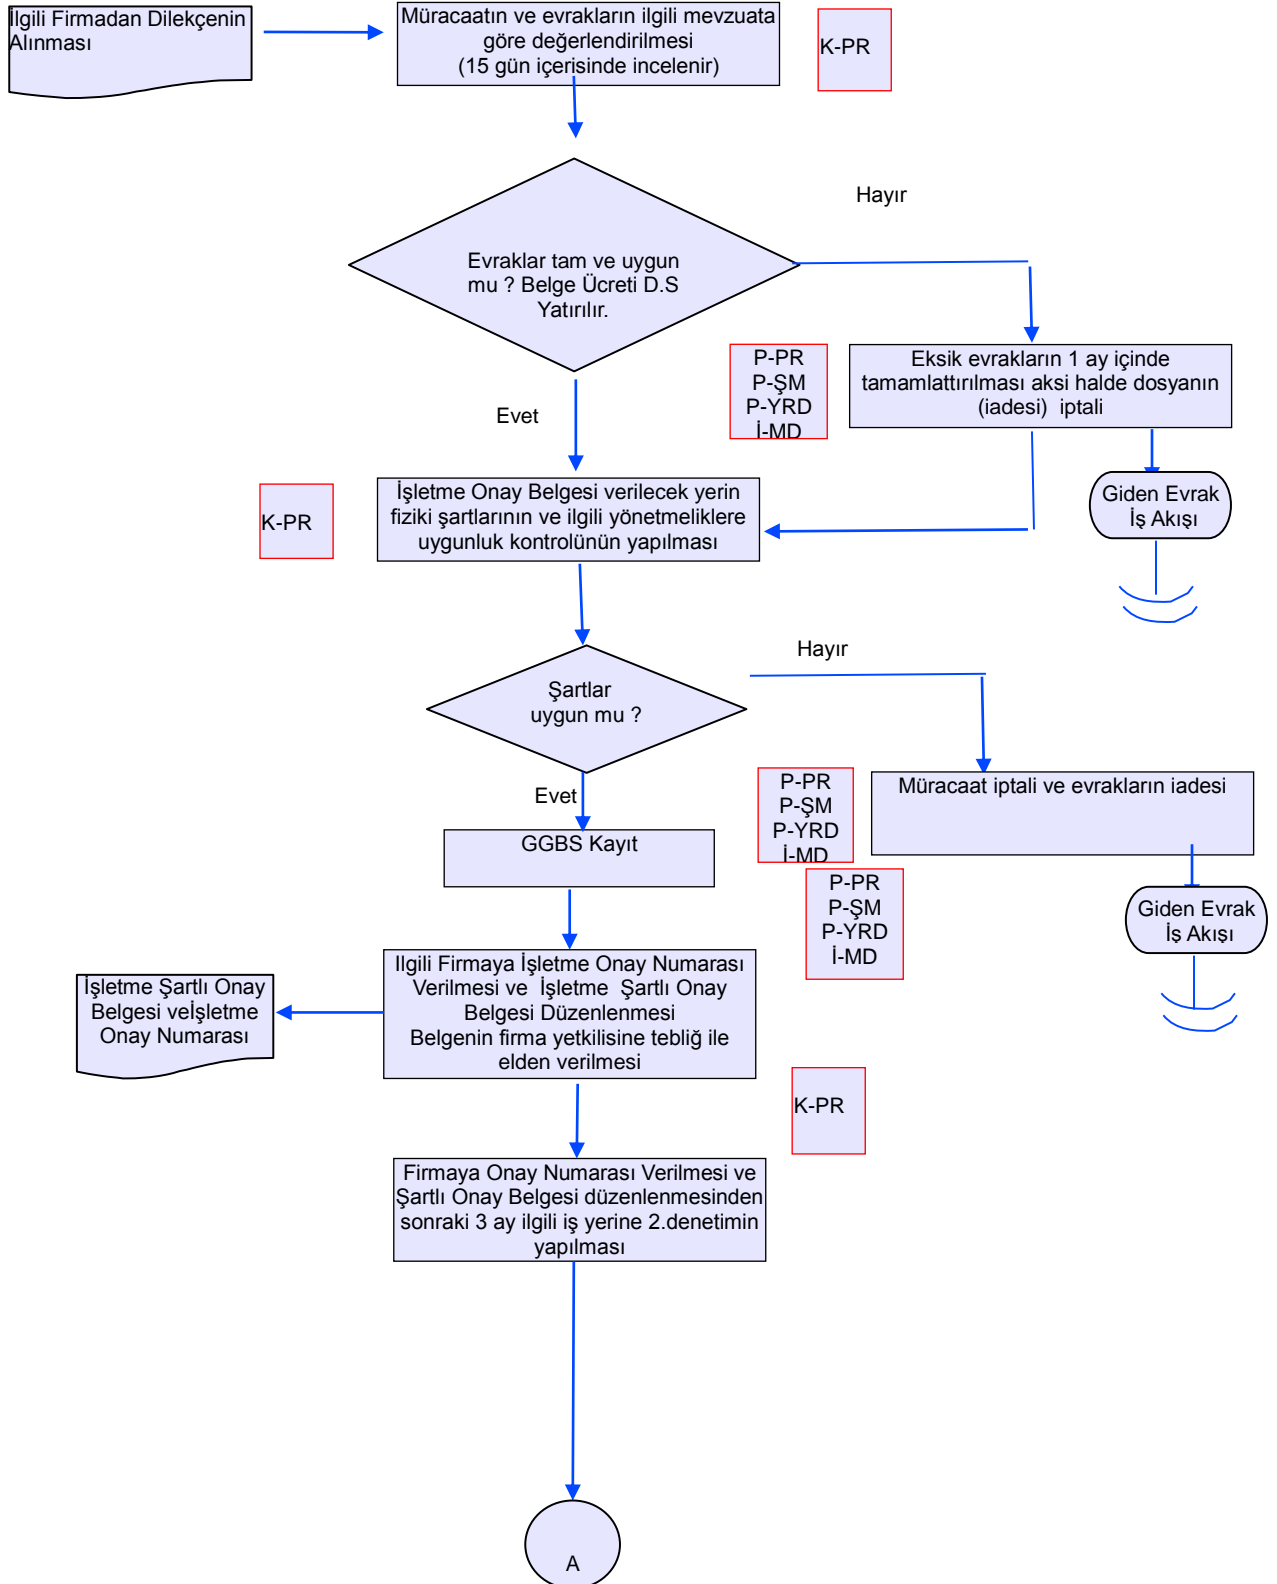 İlgili Firmadan Dilekçenin
Alınması
Müracaatın ve evrakların ilgili mevzuata
göre değerlendirilmesi
(15 gün içerisinde incelenir)
K-PR
Hayır
Evraklar tam ve uygun
mu ? Belge Ücreti D.S
Yatırılır.
P-PR
P-ŞM
P-YRD
İ-MD
Eksik evrakların 1 ay içinde
tamamlattırılması aksi halde dosyanın
(iadesi) iptali
Evet
Giden Evrak
İş Akışı
K-PR
İşletme Onay Belgesi verilecek yerin
fiziki şartlarının ve ilgili yönetmeliklere
uygunluk kontrolünün yapılması
Hayır
Şartlar
uygun mu ?
Evet
P-PR
P-ŞM
P-YRD
İ-MD
Müracaat iptali ve evrakların iadesi
GGBS Kayıt
P-PR
P-ŞM
P-YRD
İ-MD
Giden Evrak
İş Akışı
Ilgili Firmaya İşletme Onay Numarası
Verilmesi ve İşletme Şartlı Onay
Belgesi Düzenlenmesi
Belgenin firma yetkilisine tebliğ ile
elden verilmesi
İşletme Şartlı Onay
Belgesi veİşletme
Onay Numarası
K-PR
Firmaya Onay Numarası Verilmesi ve
Şartlı Onay Belgesi düzenlenmesinden
sonraki 3 ay ilgili iş yerine 2.denetimin
yapılması
A